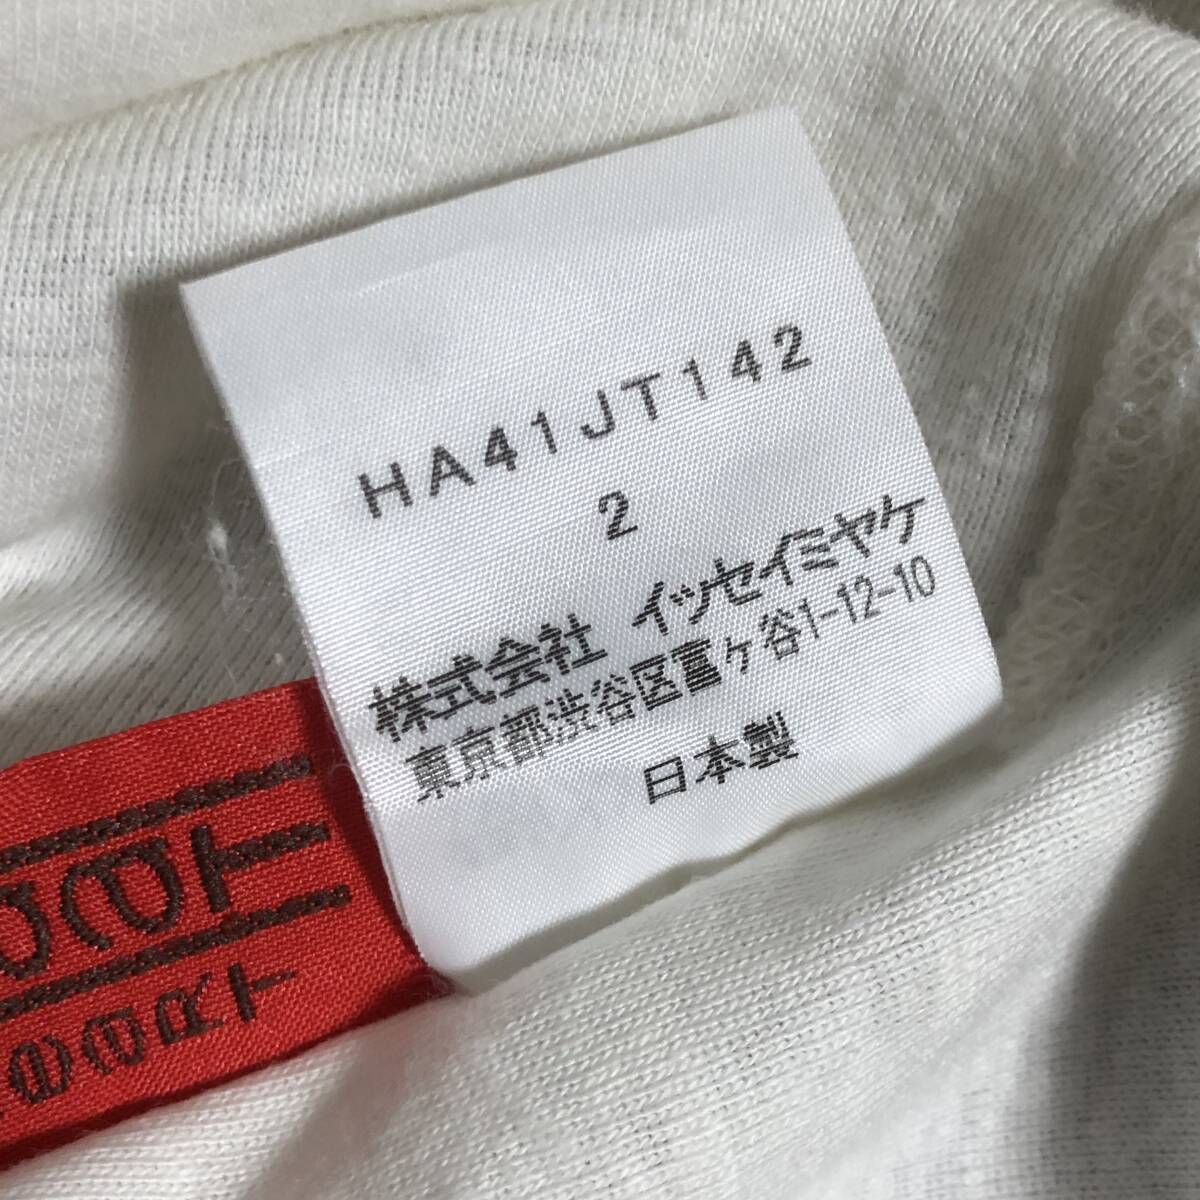 HA41JT142
2
株式会社 イッセイミヤケ
東京都渋谷区富ヶ谷1-12-10
日本製